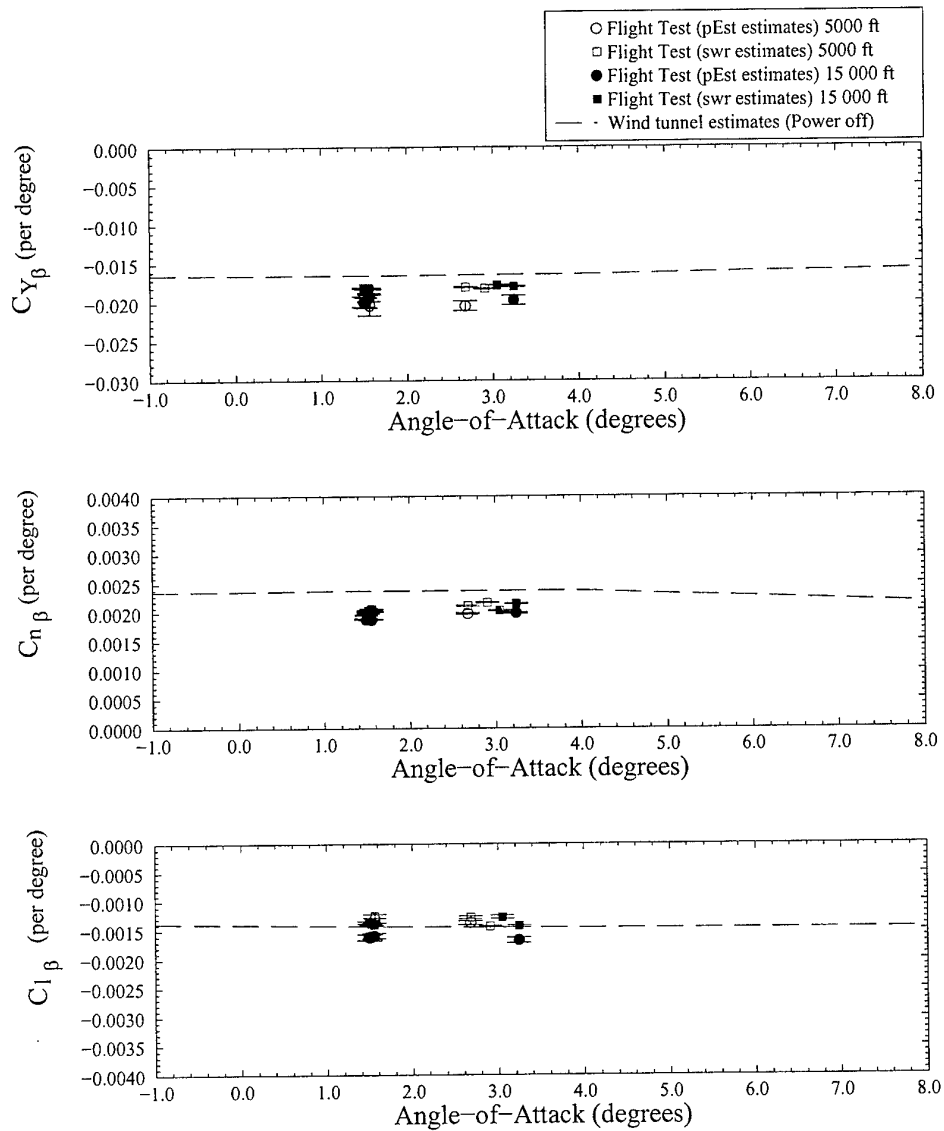 Flight Test (pEst estimates) 5000 ft
Flight Test (swr estimates) 5000 ft
Flight Test (pEst estimates) 15 000 ft
Flight Test (swr estimates) 15 000 ft
Wind tunnel estimates (Power off)
C_Y_β (per degree)
0.000
−0.005
−0.010
−0.015
−0.020
−0.025
−0.030
−1.0 0.0 1.0 2.0 3.0 4.0 5.0 6.0 7.0 8.0
Angle−of−Attack (degrees)
C_n_β (per degree)
0.0040
0.0035
0.0030
0.0025
0.0020
0.0015
0.0010
0.0005
0.0000
−1.0 0.0 1.0 2.0 3.0 4.0 5.0 6.0 7.0 8.0
Angle−of−Attack (degrees)
C_l_β (per degree)
0.0000
−0.0005
−0.0010
−0.0015
−0.0020
−0.0025
−0.0030
−0.0035
−0.0040
−1.0 0.0 1.0 2.0 3.0 4.0 5.0 6.0 7.0 8.0
Angle−of−Attack (degrees)